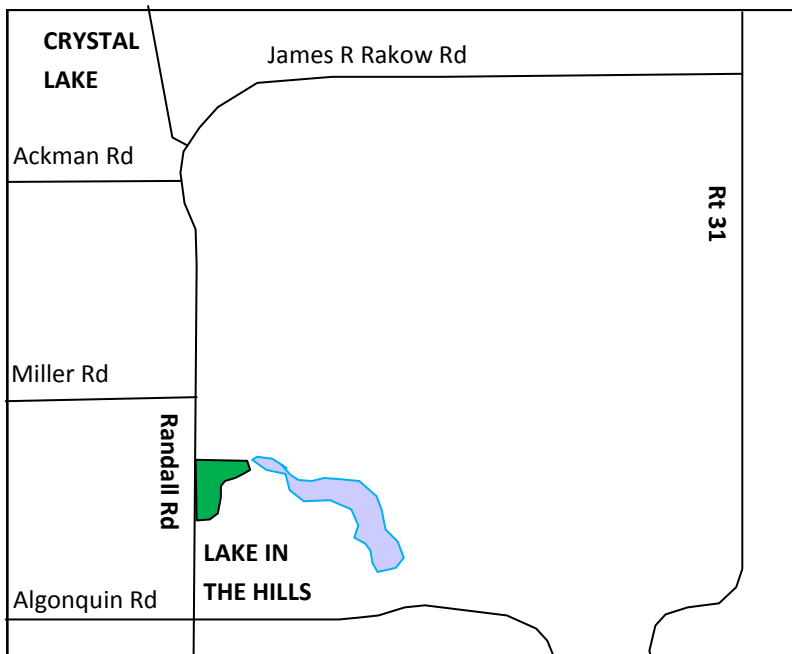 CRYSTAL
LAKE
James R Rakow Rd
Ackman Rd
Rt 31
Miller Rd
Randall Rd
LAKE IN
THE HILLS
Algonquin Rd